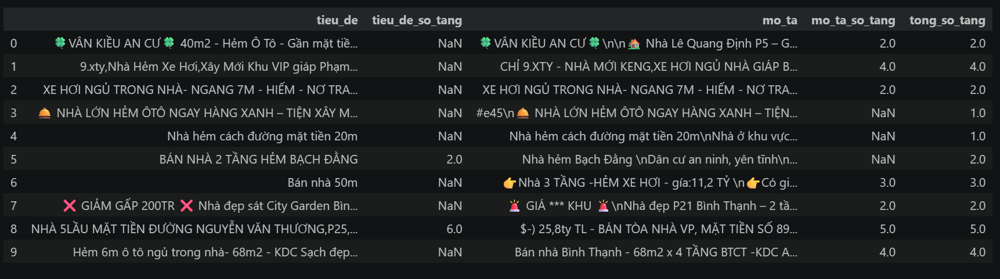 tieu_de tieu_de_so_tang mo_ta mo_ta_so_tang tong_so_tang
0 🍀VÂN KIỀU AN CƯ🍀 40m2 - Hẻm Ô Tô - Gần mặt tiề... NaN 🍀VÂN KIỀU AN CƯ🍀\n\n🏠 Nhà Lê Quang Định P5 – G... 2.0 2.0
1 9.xty,Nhà Hẻm Xe Hơi,Xây Mới Khu VIP giáp Phạm... NaN CHỈ 9.XTY - NHÀ MỚI KENG,XE HƠI NGỦ NHÀ GIÁP B... 4.0 4.0
2 XE HƠI NGỦ TRONG NHÀ- NGANG 7M - HIẾM - NƠ TRA... NaN XE HƠI NGỦ TRONG NHÀ- NGANG 7M - HIẾM - NƠ TRA... 2.0 2.0
3 🛎 NHÀ LỚN HẺM ÔTÔ NGAY HÀNG XANH – TIỆN XÂY M... NaN #e45\n🛎 NHÀ LỚN HẺM ÔTÔ NGAY HÀNG XANH – TIỆN... NaN 1.0
4 Nhà hẻm cách đường mặt tiền 20m NaN Nhà hẻm cách đường mặt tiền 20m\nNhà ở khu vực... NaN 1.0
5 BÁN NHÀ 2 TẦNG HẺM BẠCH ĐẰNG 2.0 Nhà hẻm Bạch Đằng \nDân cư an ninh, yên tĩnh\n... NaN 2.0
6 Bán nhà 50m NaN 👉Nhà 3 TẦNG -HẺM XE HƠI - gía:11,2 TỶ \n👉Có gi... 3.0 3.0
7 ❌ GIẢM GẤP 200TR ❌ Nhà đẹp sát City Garden Bìn... NaN 🚨 GIÁ *** KHU 🚨\nNhà đẹp P21 Bình Thạnh – 2 tầ... 2.0 2.0
8 NHÀ 5LẦU MẶT TIỀN ĐƯỜNG NGUYỄN VĂN THƯƠNG,P25,... 6.0 $-) 25,8ty TL - BÁN TÒA NHÀ VP, MẶT TIỀN SỐ 89... 5.0 5.0
9 Hẻm 6m ô tô ngủ trong nhà- 68m2 - KDC Sạch đẹp... NaN Bán nhà Bình Thạnh - 68m2 x 4 TẦNG BTCT -KDC A... 4.0 4.0